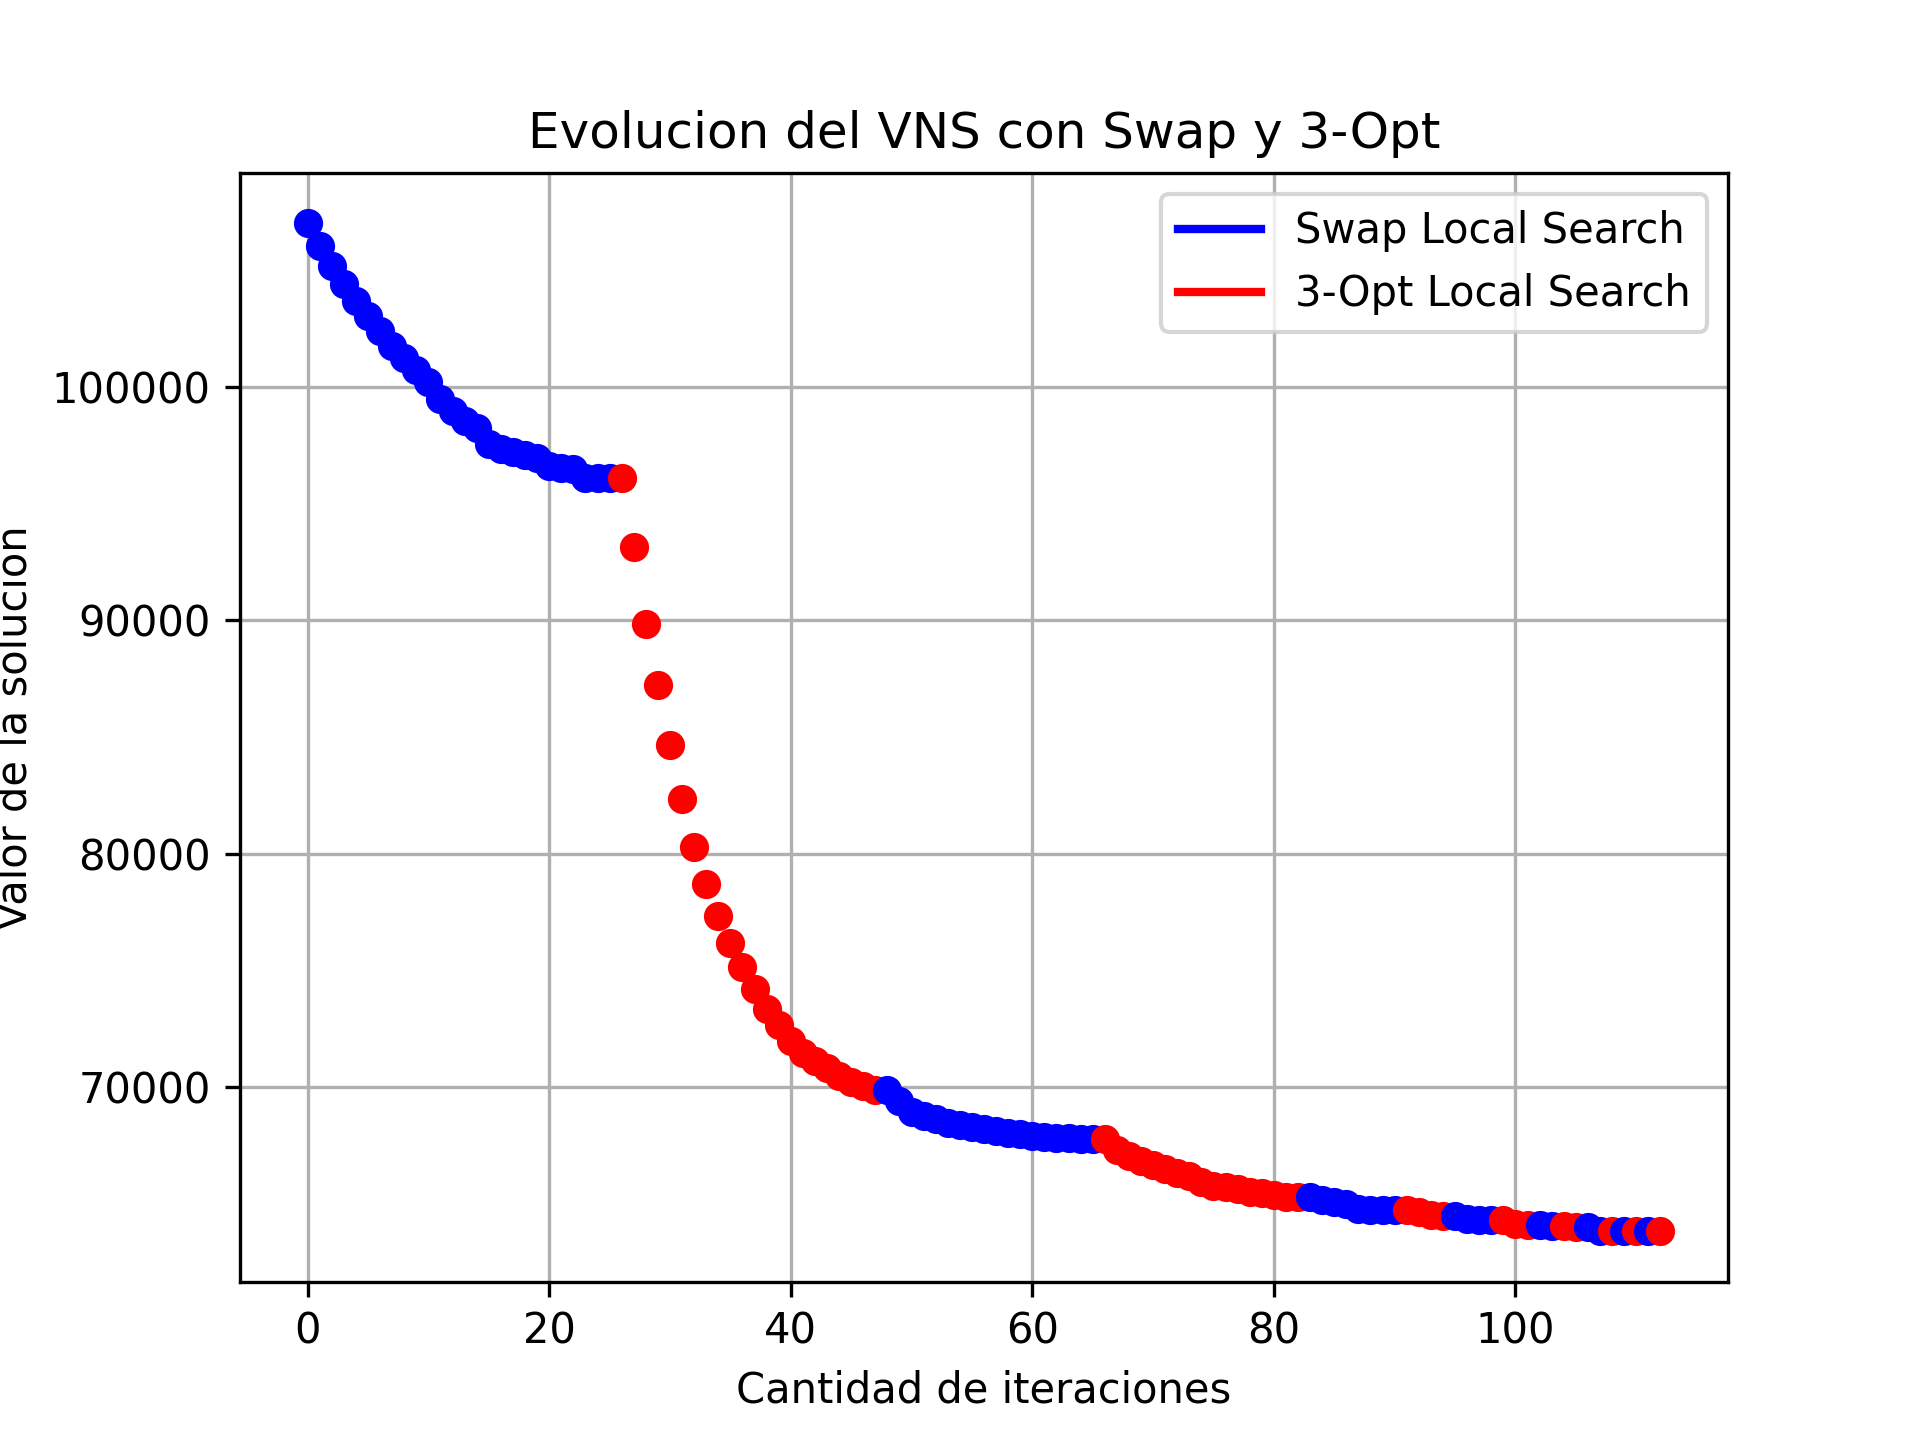 Evolucion del VNS con Swap y 3-Opt
Swap Local Search
3-Opt Local Search
Valor de la solucion
100000
90000
80000
70000
0 20 40 60 80 100
Cantidad de iteraciones